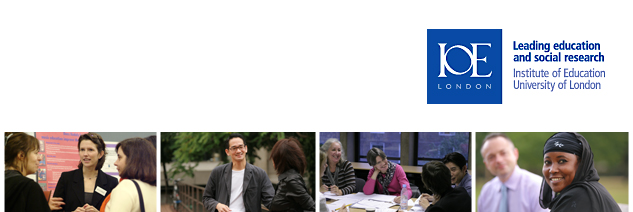 IOE
LONDON
Leading education
and social research
Institute of Education
University of London